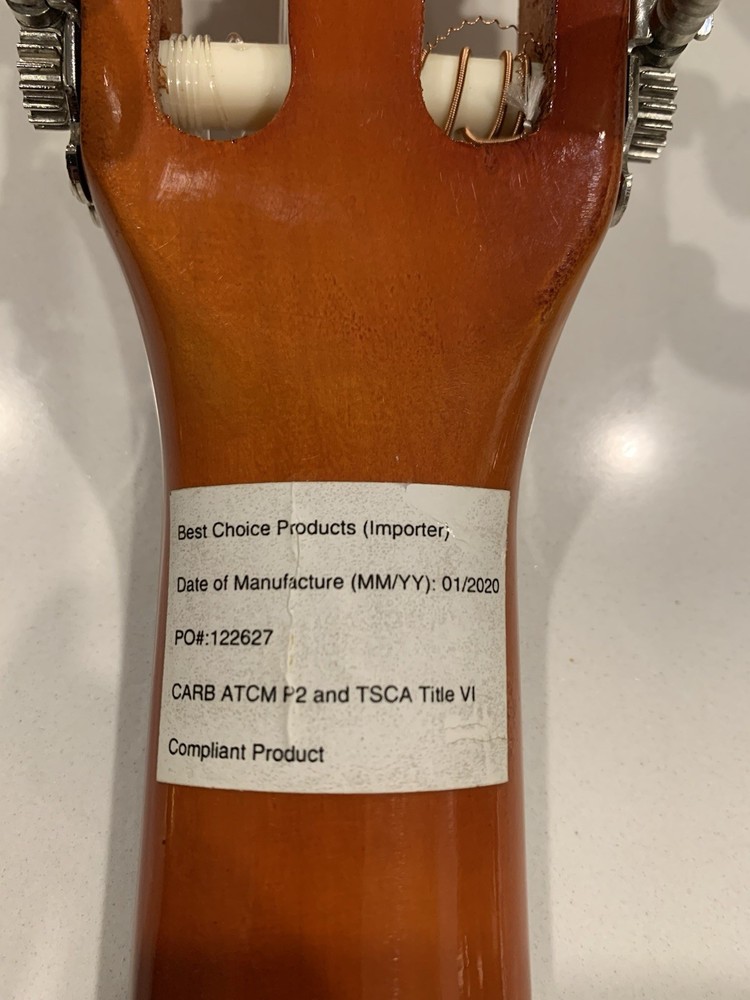 Best Choice Products (Importer)
Date of Manufacture (MM/YY): 01/2020
PO#:122627
CARB ATCM P2 and TSCA Title VI
Compliant Product